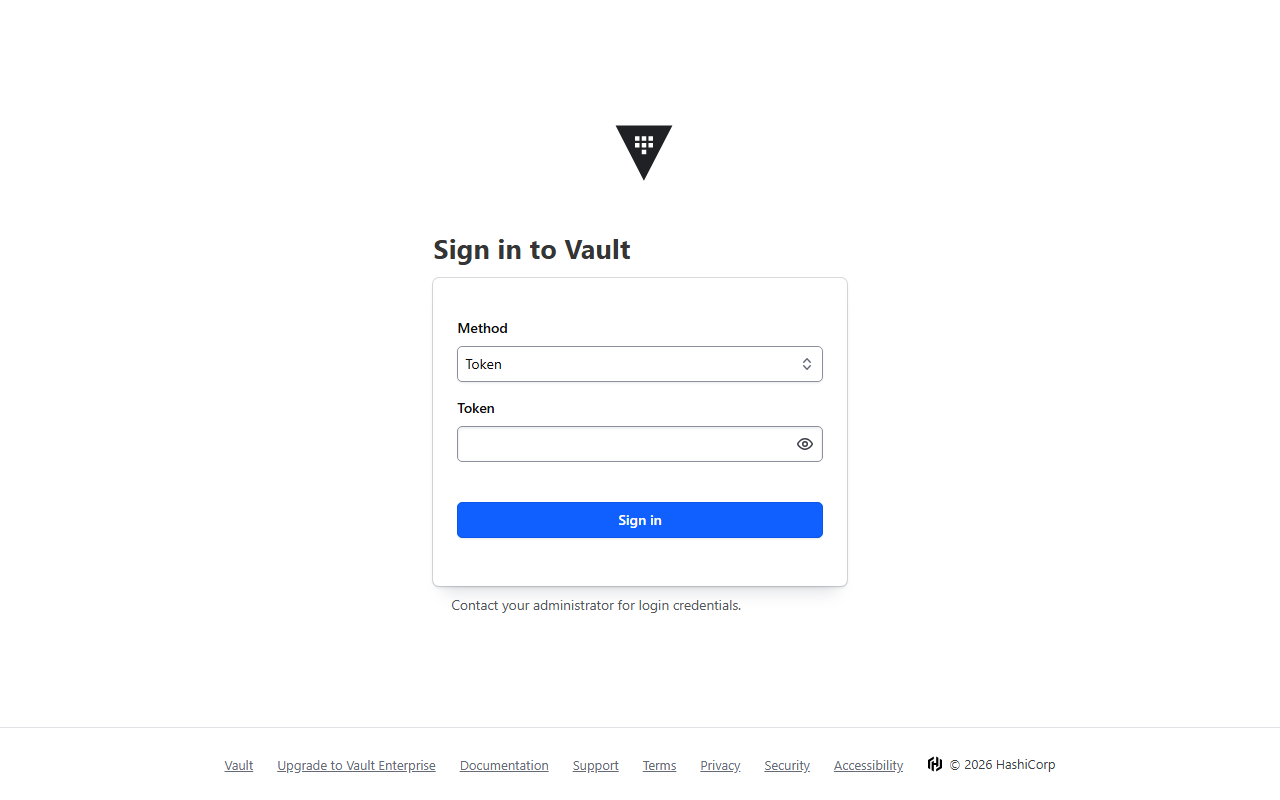 Sign in to Vault
Method
Token
Token
Sign in
Contact your administrator for login credentials.
Vault Upgrade to Vault Enterprise Documentation Support Terms Privacy Security Accessibility © 2026 HashiCorp